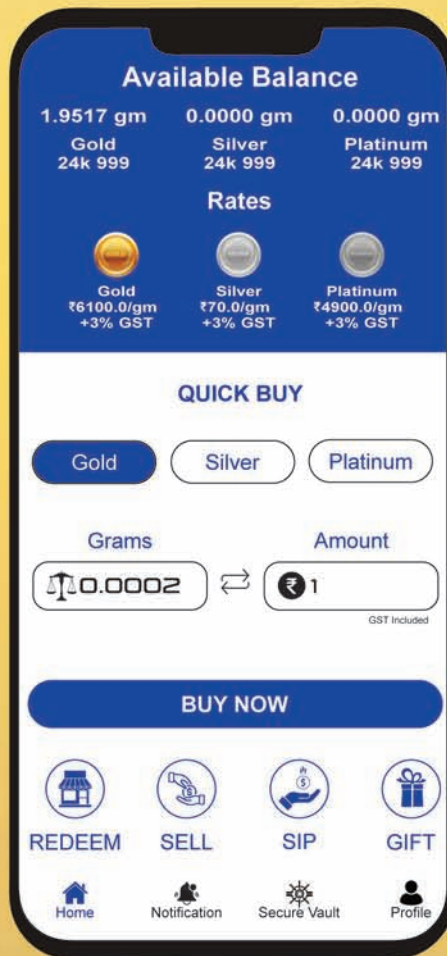 Available Balance
1.9517 gm 0.0000 gm 0.0000 gm
Gold Silver Platinum
24k 999 24k 999 24k 999
Rates
Gold Silver Platinum
₹6100.0/gm ₹70.0/gm ₹4900.0/gm
+3% GST +3% GST +3% GST
QUICK BUY
Gold Silver Platinum
Grams Amount
0.0002 ₹ 1
GST Included
BUY NOW
REDEEM SELL SIP GIFT
Home Notification Secure Vault Profile